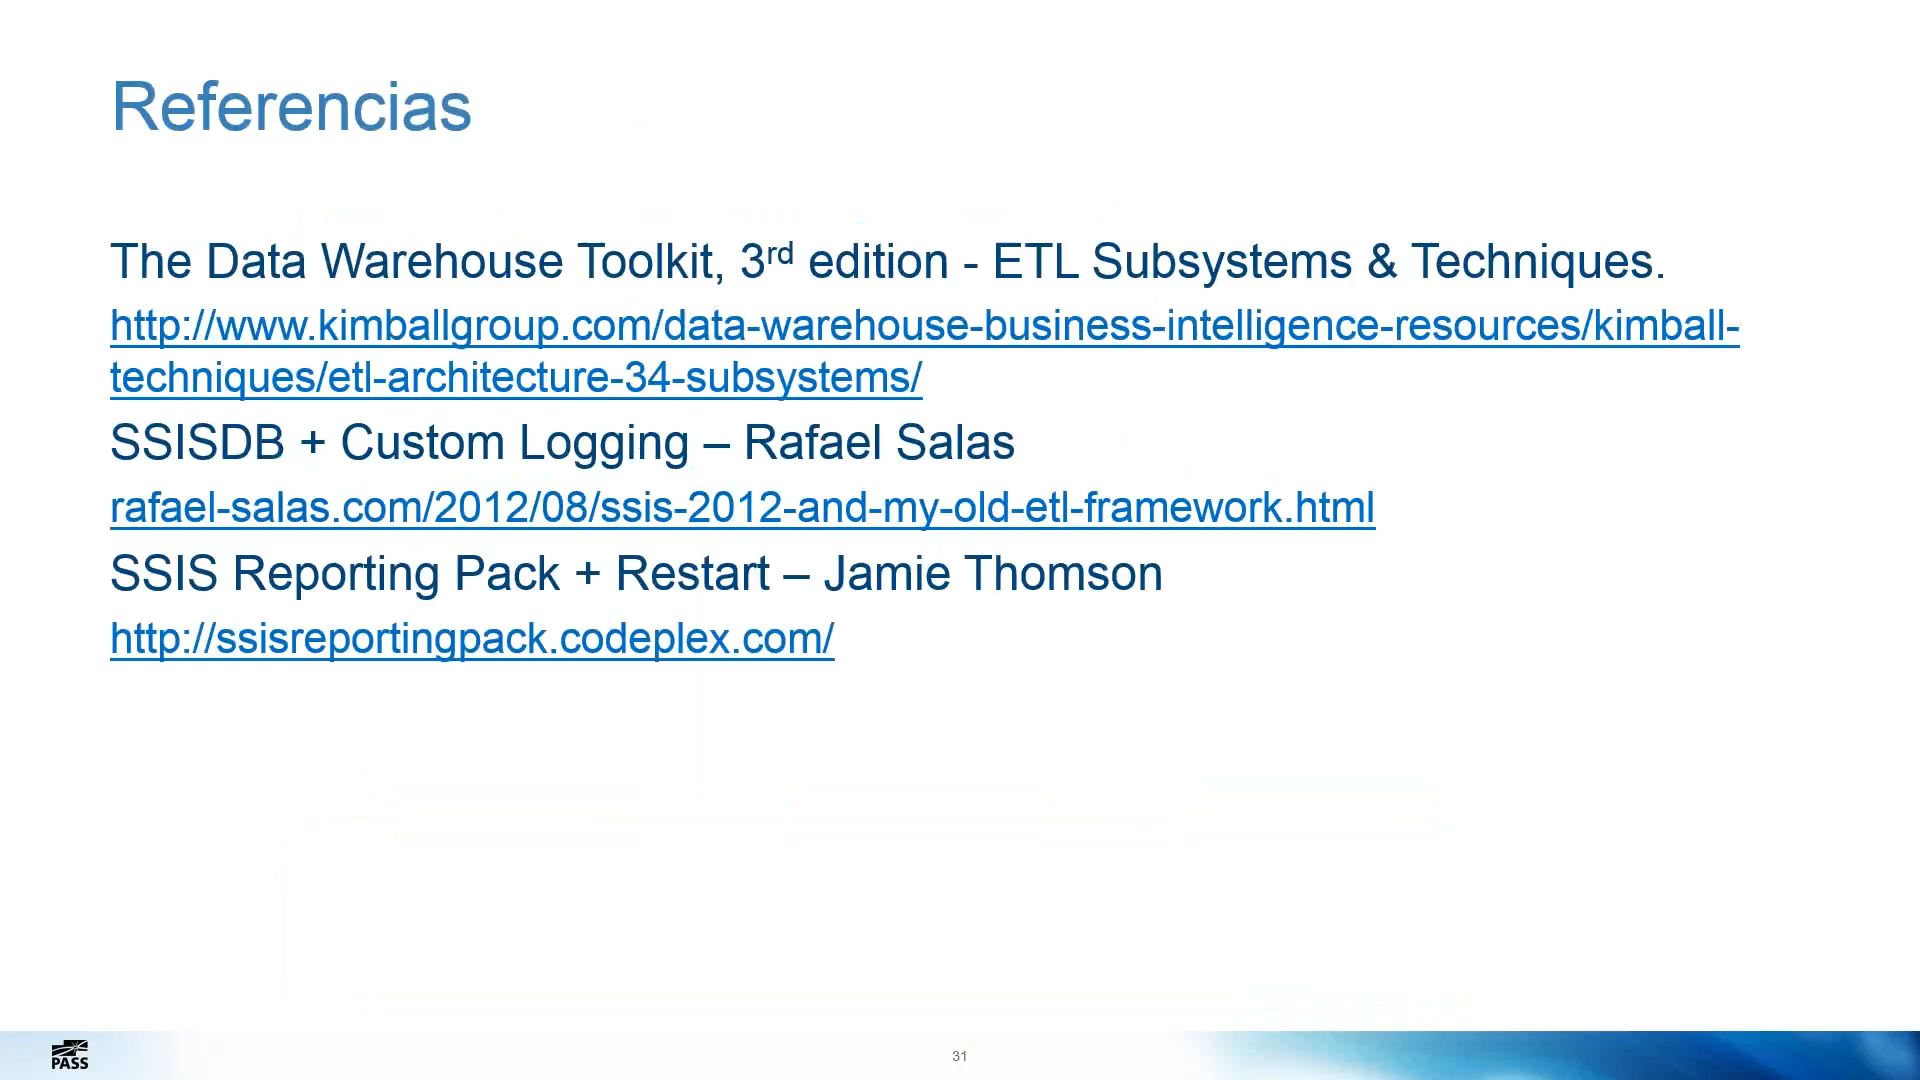 Referencias
The Data Warehouse Toolkit, 3rd edition - ETL Subsystems & Techniques.
http://www.kimballgroup.com/data-warehouse-business-intelligence-resources/kimball-
techniques/etl-architecture-34-subsystems/
SSISDB + Custom Logging – Rafael Salas
rafael-salas.com/2012/08/ssis-2012-and-my-old-etl-framework.html
SSIS Reporting Pack + Restart – Jamie Thomson
http://ssisreportingpack.codeplex.com/
PASS
31